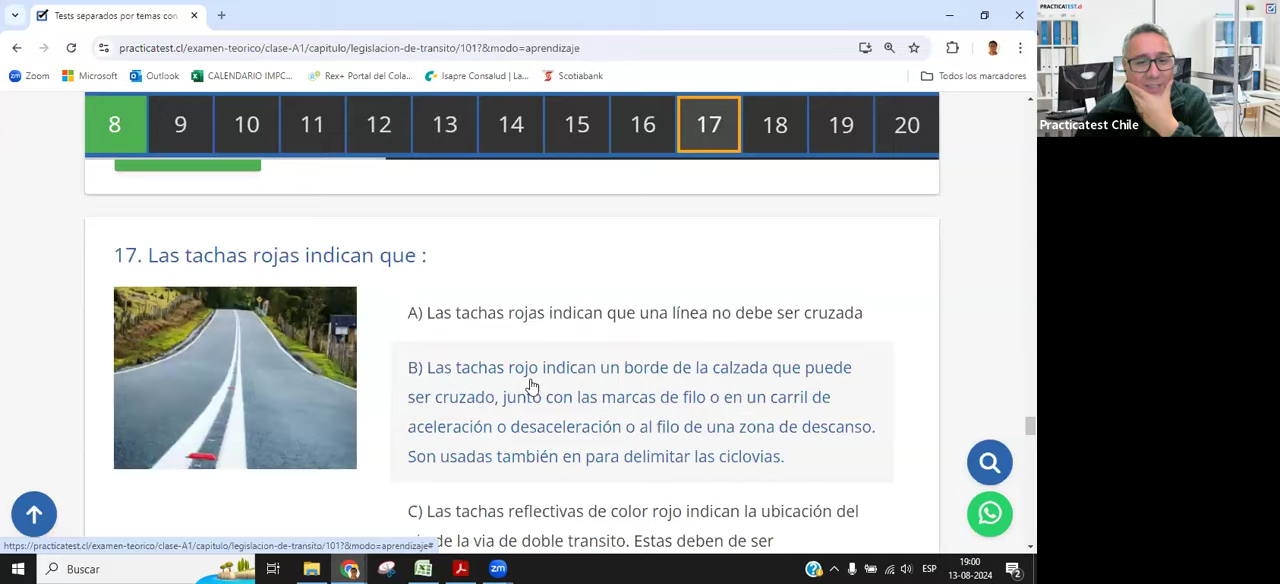 Tests separados por temas con
practicatest.cl/examen-teorico/clase-A1/capitulo/legislacion-de-transito/101?&modo=aprendizaje
Zoom
Microsoft
Outlook
CALENDARIO IMPC...
Rex+ Portal del Cola...
Isapre Consalud | La...
Scotiabank
Todos los marcadores
PRACTICATEST.cl
Practicatest Chile
8 9 10 11 12 13 14 15 16 17 18 19 20
17. Las tachas rojas indican que :
A) Las tachas rojas indican que una línea no debe ser cruzada
B) Las tachas rojo indican un borde de la calzada que puede
ser cruzado, junto con las marcas de filo o en un carril de
aceleración o desaceleración o al filo de una zona de descanso.
Son usadas también en para delimitar las ciclovias.
C) Las tachas reflectivas de color rojo indican la ubicación del
de la via de doble transito. Estas deben de ser
https://practicatest.cl/examen-teorico/clase-A1/capitulo/legislacion-de-transito/101?&modo=aprendizaje#
Buscar
ESP
19:00
13-08-2024
2